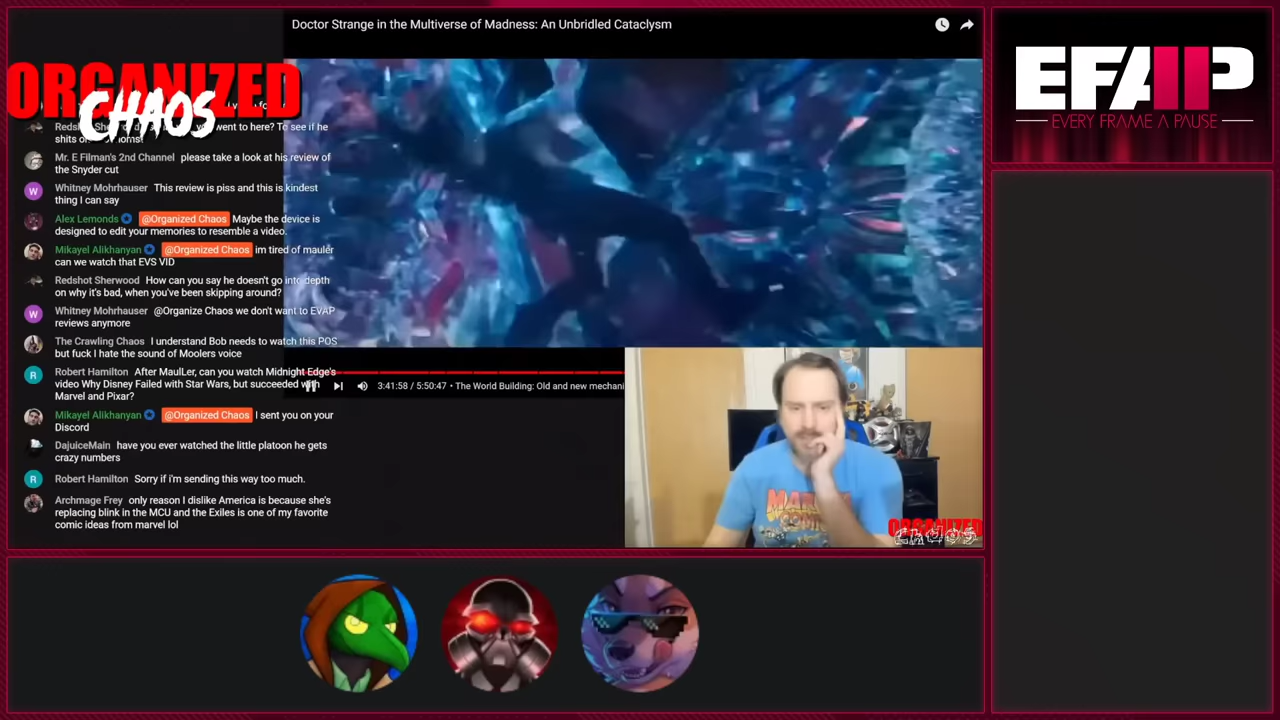 Doctor Strange in the Multiverse of Madness: An Unbridled Cataclysm
ORGANIZED
CHAOS
went to here? To see if he
Mr. E Filman's 2nd Channel please take a look at his review of
the Snyder cut
W Whitney Mohrhauser This review is piss and this is kindest
thing I can say
Alex Lemonds @Organized Chaos Maybe the device is
designed to edit your memories to resemble a video.
Mikayel Alikhanyan @Organized Chaos im tired of mauler
can we watch that EVS VID
Redshot Sherwood How can you say he doesn't go into depth
on why it's bad, when you've been skipping around?
W Whitney Mohrhauser @Organize Chaos we don't want to EVAP
reviews anymore
The Crawling Chaos I understand Bob needs to watch this POS
but fuck I hate the sound of Moolers voice
R Robert Hamilton After MaulLer, can you watch Midnight Edge's
video Why Disney Failed with Star Wars, but succeeded with
Marvel and Pixar?
Mikayel Alikhanyan @Organized Chaos I sent you on your
Discord
DajuiceMain have you ever watched the little platoon he gets
crazy numbers
R Robert Hamilton Sorry if i'm sending this way too much.
Archmage Frey only reason I dislike America is because she's
replacing blink in the MCU and the Exiles is one of my favorite
comic ideas from marvel lol
3:41:58 / 5:50:47 • The World Building: Old and new mechani
ORGANIZED
CHAOS
EFAP
EVERY FRAME A PAUSE